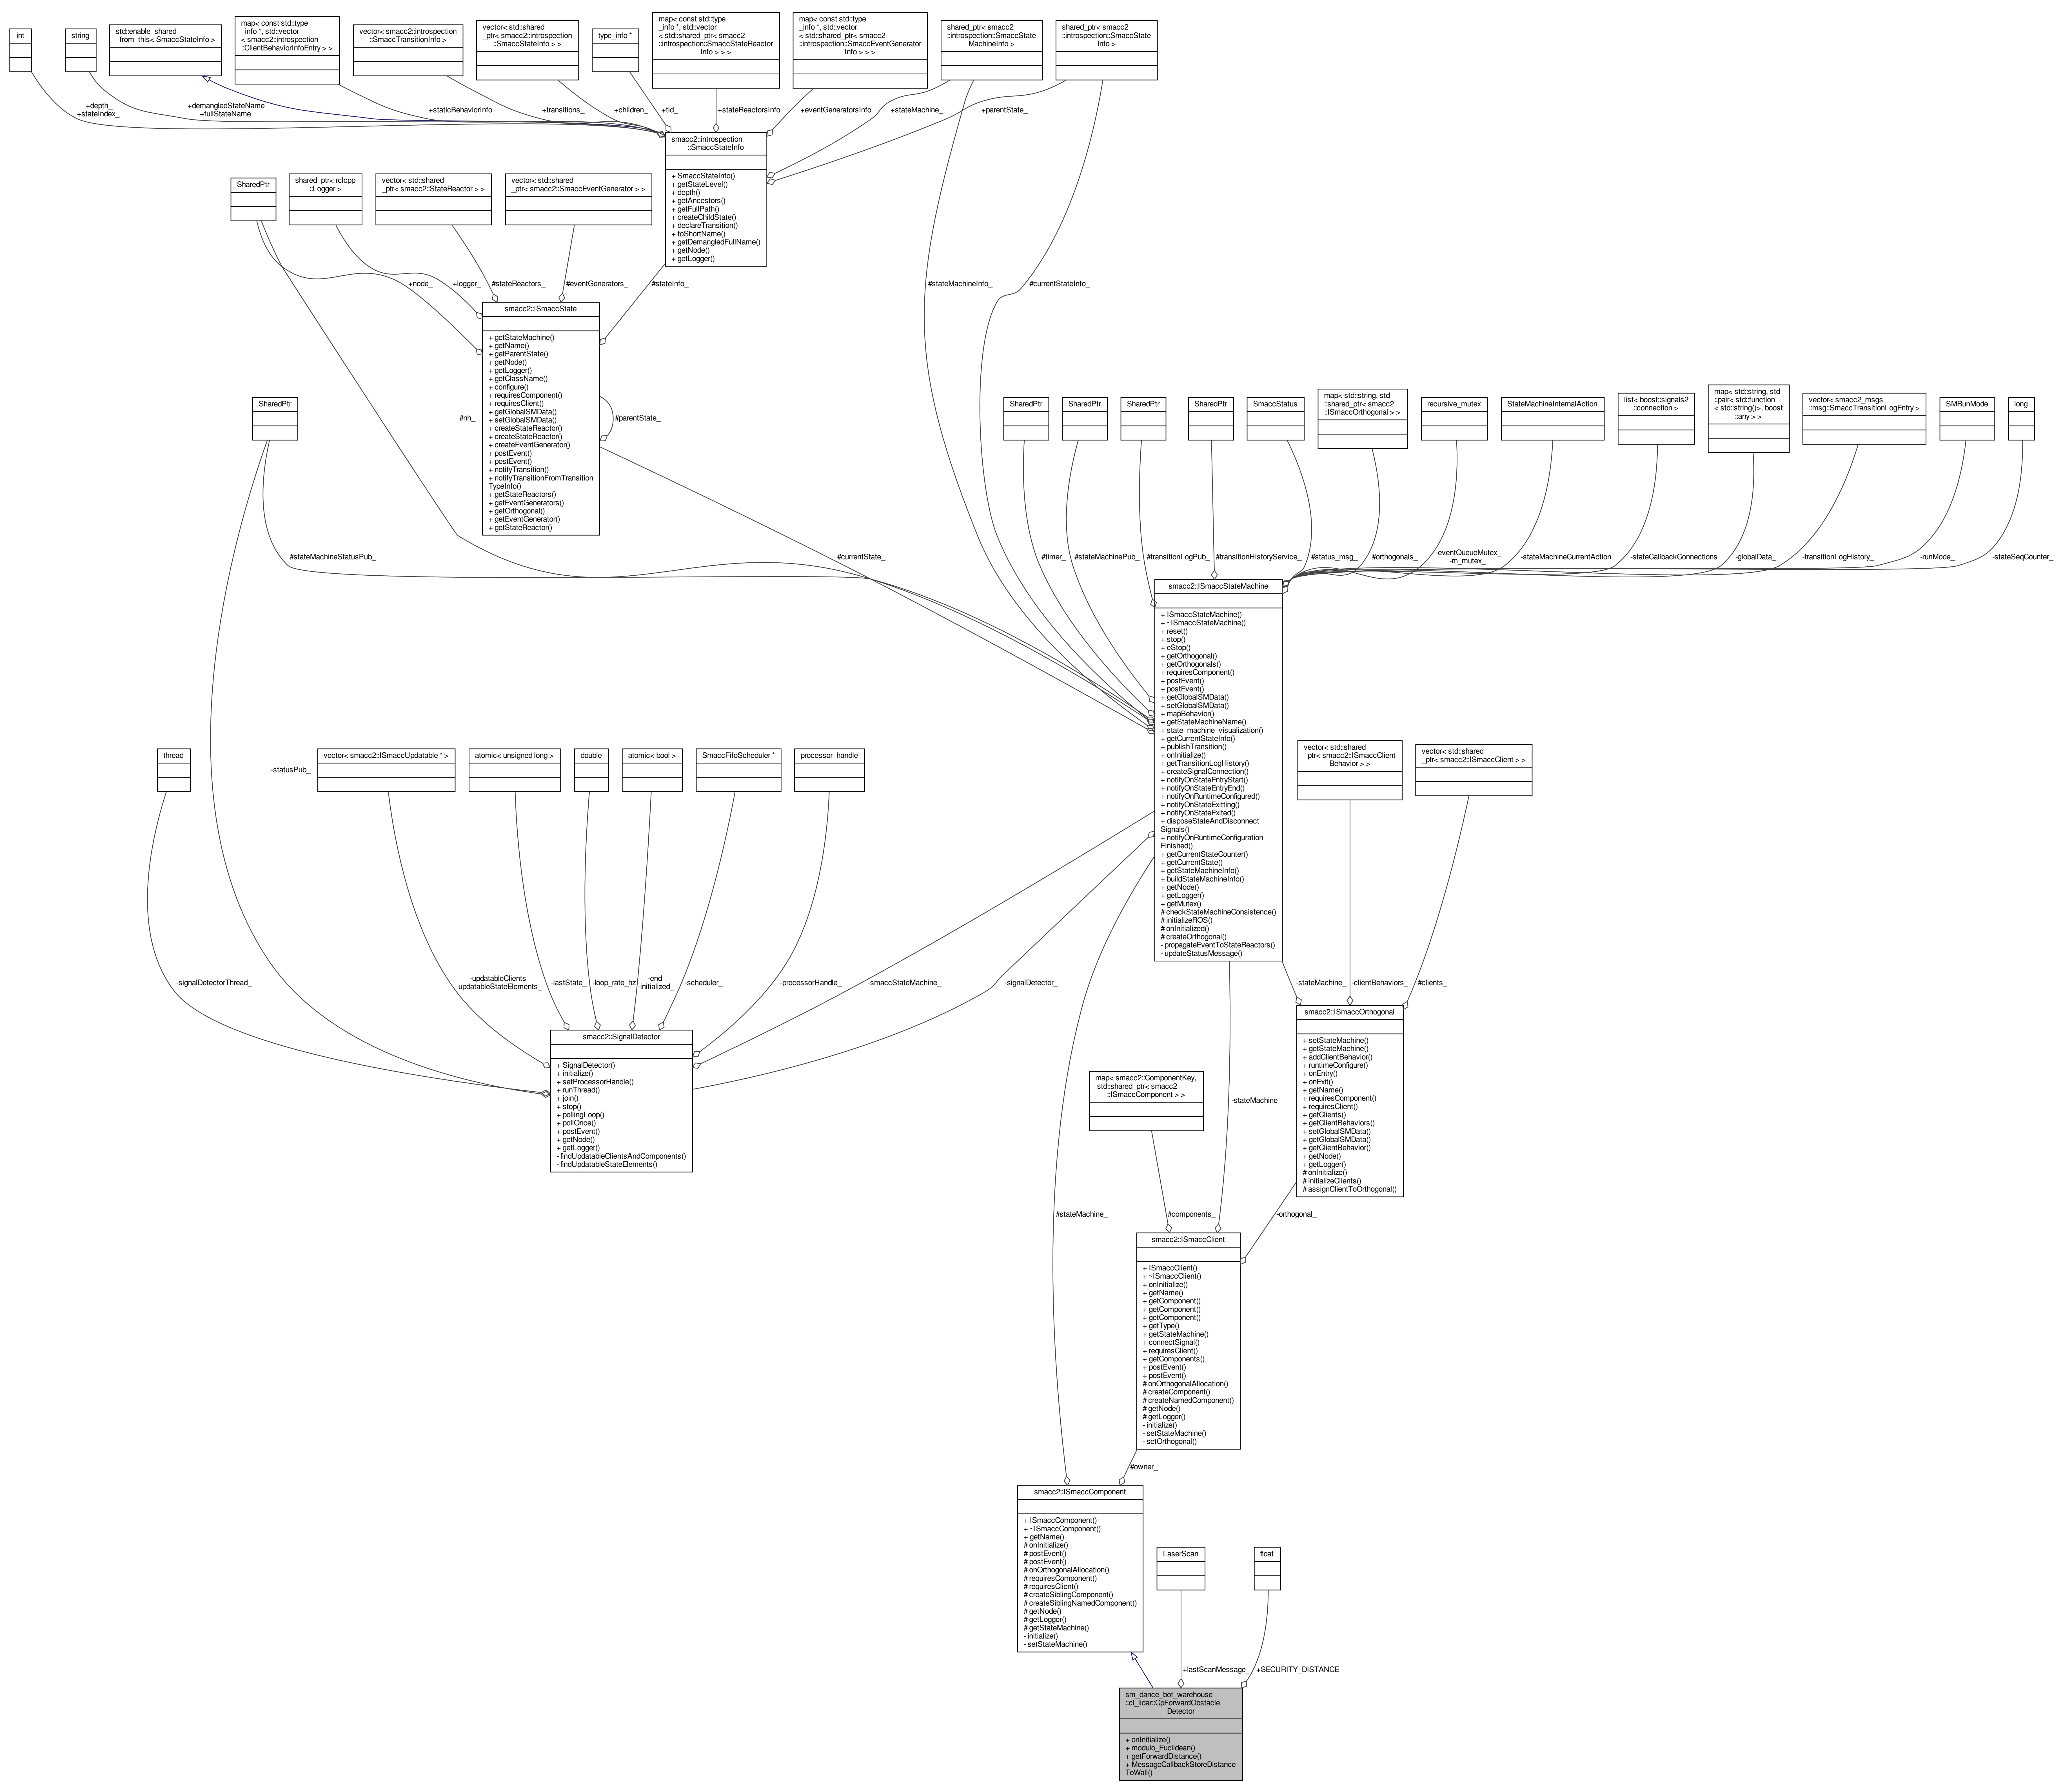 int
string
std::enable_shared
_from_this< SmaccStateInfo >
map< const std::type
_info *, std::vector
< smacc2::introspection
::ClientBehaviorInfoEntry > >
vector< smacc2::introspection
::SmaccTransitionInfo >
vector< std::shared
_ptr< smacc2::introspection
::SmaccStateInfo > >
type_info *
map< const std::type
_info *, std::vector
< std::shared_ptr< smacc2
::introspection::SmaccStateReactor
Info > > >
map< const std::type
_info *, std::vector
< std::shared_ptr< smacc2
::introspection::SmaccEventGenerator
Info > > >
shared_ptr< smacc2
::introspection::SmaccState
MachineInfo >
shared_ptr< smacc2
::introspection::SmaccState
Info >
+depth_
+stateIndex_
+demangledStateName
+fullStateName
+staticBehaviorInfo
+transitions_
+children_
+tid_
+stateReactorsInfo
+eventGeneratorsInfo
+stateMachine_
+parentState_
smacc2::introspection
::SmaccStateInfo
+ SmaccStateInfo()
+ getStateLevel()
+ depth()
+ getAncestors()
+ getFullPath()
+ createChildState()
+ declareTransition()
+ toShortName()
+ getDemangledFullName()
+ getNode()
+ getLogger()
SharedPtr
shared_ptr< rclcpp
::Logger >
vector< std::shared
_ptr< smacc2::StateReactor > >
vector< std::shared
_ptr< smacc2::SmaccEventGenerator > >
+node_
+logger_
#stateReactors_
#eventGenerators_
#stateInfo_
#stateMachineInfo_
#currentStateInfo_
smacc2::ISmaccState
+ getStateMachine()
+ getName()
+ getParentState()
+ getNode()
+ getLogger()
+ getClassName()
+ configure()
+ requiresComponent()
+ requiresClient()
+ getGlobalSMData()
+ setGlobalSMData()
+ createStateReactor()
+ createStateReactor()
+ createEventGenerator()
+ postEvent()
+ postEvent()
+ notifyTransition()
+ notifyTransitionFromTransition
TypeInfo()
+ getStateReactors()
+ getEventGenerators()
+ getOrthogonal()
+ getEventGenerator()
+ getStateReactor()
#parentState_
#nh_
SharedPtr
SharedPtr
SharedPtr
SharedPtr
SharedPtr
SmaccStatus
map< std::string, std
::shared_ptr< smacc2
::ISmaccOrthogonal > >
recursive_mutex
StateMachineInternalAction
list< boost::signals2
::connection >
map< std::string, std
::pair< std::function
< std::string()>, boost
::any > >
vector< smacc2_msgs
::msg::SmaccTransitionLogEntry >
SMRunMode
long
#stateMachineStatusPub_
#currentState_
#timer_
#stateMachinePub_
#transitionLogPub_
#transitionHistoryService_
#status_msg_
#orthogonals_
-eventQueueMutex_
-m_mutex_
-stateMachineCurrentAction
-stateCallbackConnections
-globalData_
-transitionLogHistory_
-runMode_
-stateSeqCounter_
smacc2::ISmaccStateMachine
+ ISmaccStateMachine()
+ ~ISmaccStateMachine()
+ reset()
+ stop()
+ eStop()
+ getOrthogonal()
+ getOrthogonals()
+ requiresComponent()
+ postEvent()
+ postEvent()
+ getGlobalSMData()
+ setGlobalSMData()
+ mapBehavior()
+ getStateMachineName()
+ state_machine_visualization()
+ getCurrentStateInfo()
+ publishTransition()
+ onInitialize()
+ getTransitionLogHistory()
+ createSignalConnection()
+ notifyOnStateEntryStart()
+ notifyOnStateEntryEnd()
+ notifyOnRuntimeConfigured()
+ notifyOnStateExitting()
+ notifyOnStateExited()
+ disposeStateAndDisconnect
Signals()
+ notifyOnRuntimeConfiguration
Finished()
+ getCurrentStateCounter()
+ getCurrentState()
+ getStateMachineInfo()
+ buildStateMachineInfo()
+ getNode()
+ getLogger()
+ getMutex()
# checkStateMachineConsistence()
# initializeROS()
# onInitialized()
# createOrthogonal()
- propagateEventToStateReactors()
- updateStatusMessage()
thread
-statusPub_
vector< smacc2::ISmaccUpdatable * >
atomic< unsigned long >
double
atomic< bool >
SmaccFifoScheduler *
processor_handle
vector< std::shared
_ptr< smacc2::ISmaccClient
Behavior > >
vector< std::shared
_ptr< smacc2::ISmaccClient > >
-signalDetectorThread_
-updatableClients_
-updatableStateElements_
-lastState_
-loop_rate_hz
-end_
-initialized_
-scheduler_
-processorHandle_
-smaccStateMachine_
-signalDetector_
-stateMachine_
-clientBehaviors_
#clients_
smacc2::SignalDetector
+ SignalDetector()
+ initialize()
+ setProcessorHandle()
+ runThread()
+ join()
+ stop()
+ pollingLoop()
+ pollOnce()
+ postEvent()
+ getNode()
+ getLogger()
- findUpdatableClientsAndComponents()
- findUpdatableStateElements()
smacc2::ISmaccOrthogonal
+ setStateMachine()
+ getStateMachine()
+ addClientBehavior()
+ runtimeConfigure()
+ onEntry()
+ onExit()
+ getName()
+ requiresComponent()
+ requiresClient()
+ getClients()
+ getClientBehaviors()
+ setGlobalSMData()
+ getGlobalSMData()
+ getClientBehavior()
+ getNode()
+ getLogger()
# onInitialize()
# initializeClients()
# assignClientToOrthogonal()
map< smacc2::ComponentKey,
std::shared_ptr< smacc2
::ISmaccComponent > >
-stateMachine_
#stateMachine_
#components_
-orthogonal_
smacc2::ISmaccClient
+ ISmaccClient()
+ ~ISmaccClient()
+ onInitialize()
+ getName()
+ getComponent()
+ getComponent()
+ getComponent()
+ getType()
+ getStateMachine()
+ connectSignal()
+ requiresClient()
+ getComponents()
+ postEvent()
+ postEvent()
# onOrthogonalAllocation()
# createComponent()
# createNamedComponent()
# getNode()
# getLogger()
- initialize()
- setStateMachine()
- setOrthogonal()
#owner_
smacc2::ISmaccComponent
+ ISmaccComponent()
+ ~ISmaccComponent()
+ getName()
# onInitialize()
# postEvent()
# postEvent()
# onOrthogonalAllocation()
# requiresComponent()
# requiresClient()
# createSiblingComponent()
# createSiblingNamedComponent()
# getNode()
# getLogger()
# getStateMachine()
- initialize()
- setStateMachine()
LaserScan
float
+lastScanMessage_
+SECURITY_DISTANCE
sm_dance_bot_warehouse
::cl_lidar::CpForwardObstacle
Detector
+ onInitialize()
+ modulo_Euclidean()
+ getForwardDistance()
+ MessageCallbackStoreDistance
ToWall()